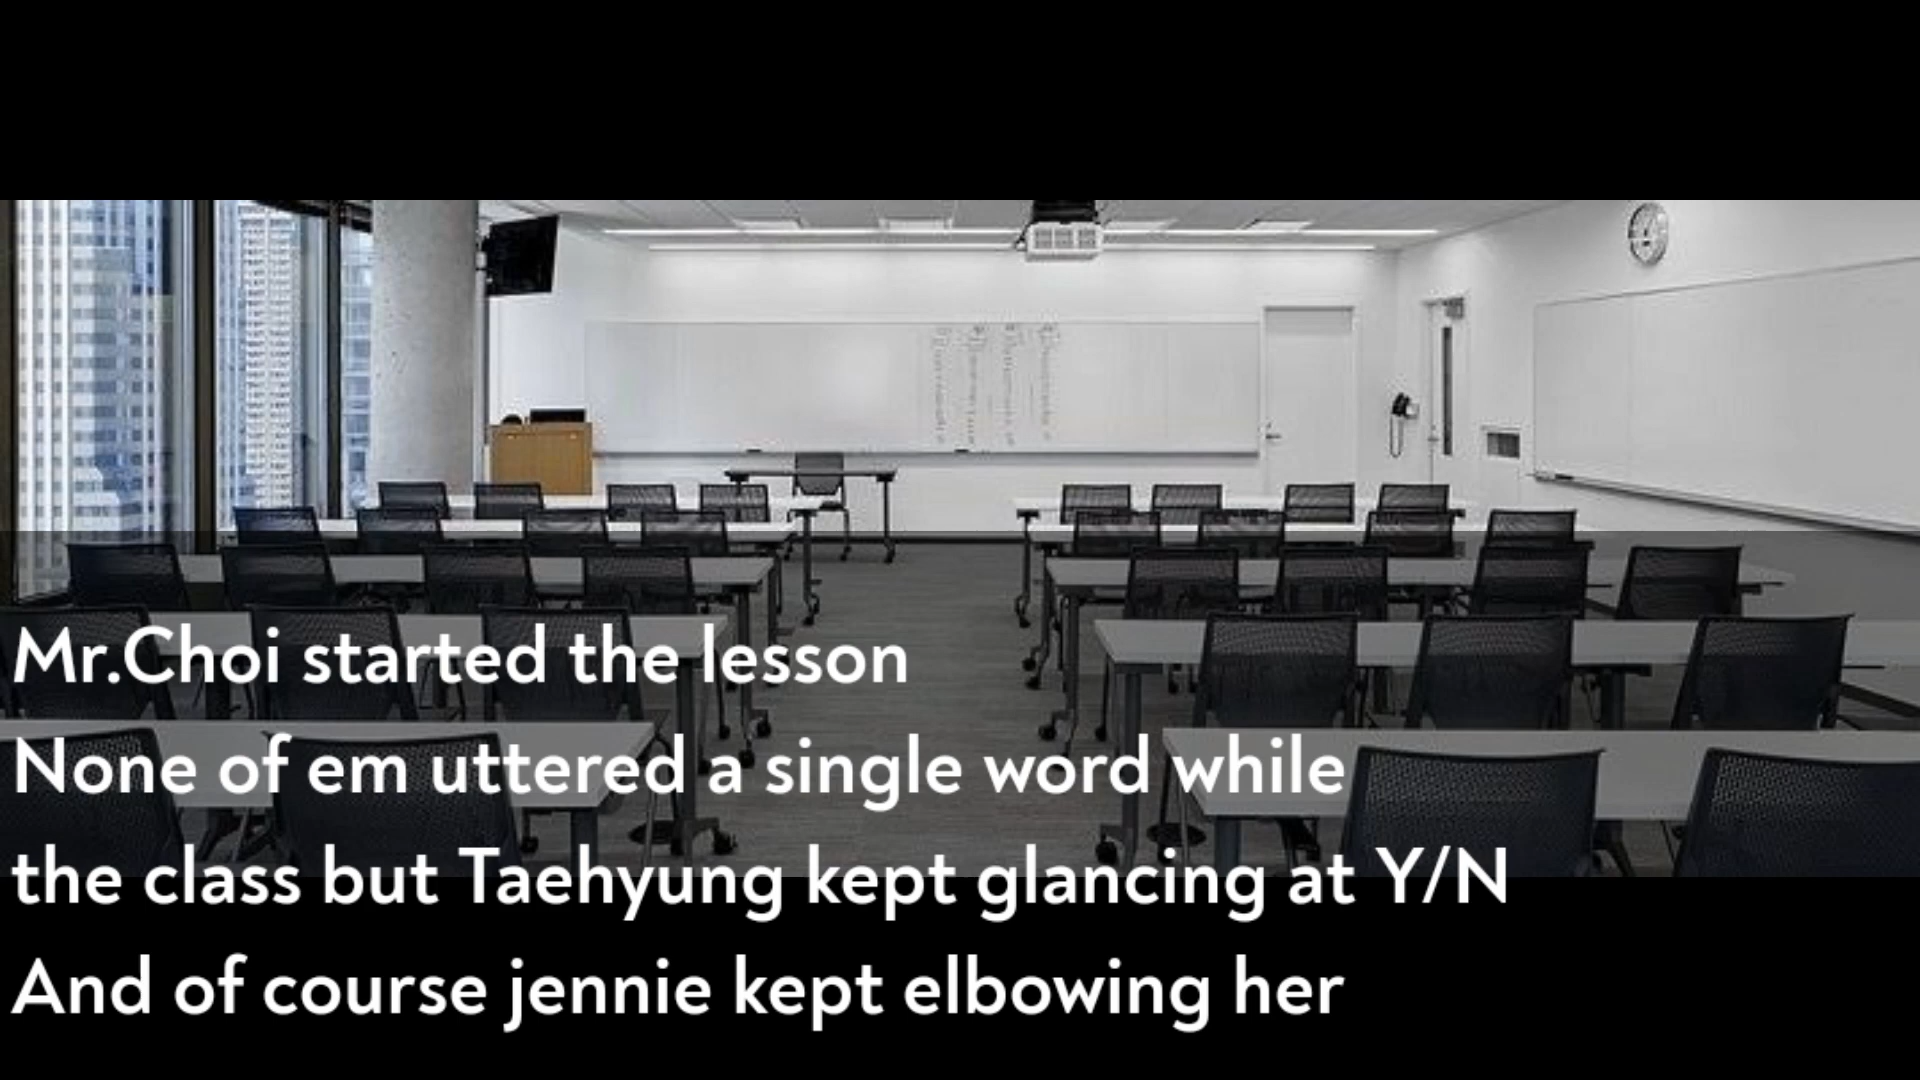 Mr.Choi started the lesson
None of em uttered a single word while
the class but Taehyung kept glancing at Y/N
And of course jennie kept elbowing her